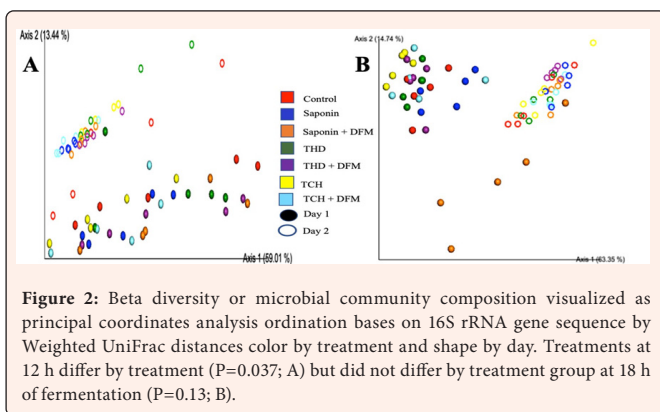 Axis 2 (13.44 %)
A
Axis 1 (59.01 %)
Control
Saponin
Saponin + DFM
THD
THD + DFM
TCH
TCH + DFM
Day 1
Day 2
Axis 2 (14.74 %)
B
Axis 1 (63.35 %)
Figure 2: Beta diversity or microbial community composition visualized as
principal coordinates analysis ordination bases on 16S rRNA gene sequence by
Weighted UniFrac distances color by treatment and shape by day. Treatments at
12 h differ by treatment (P=0.037; A) but did not differ by treatment group at 18 h
of fermentation (P=0.13; B).